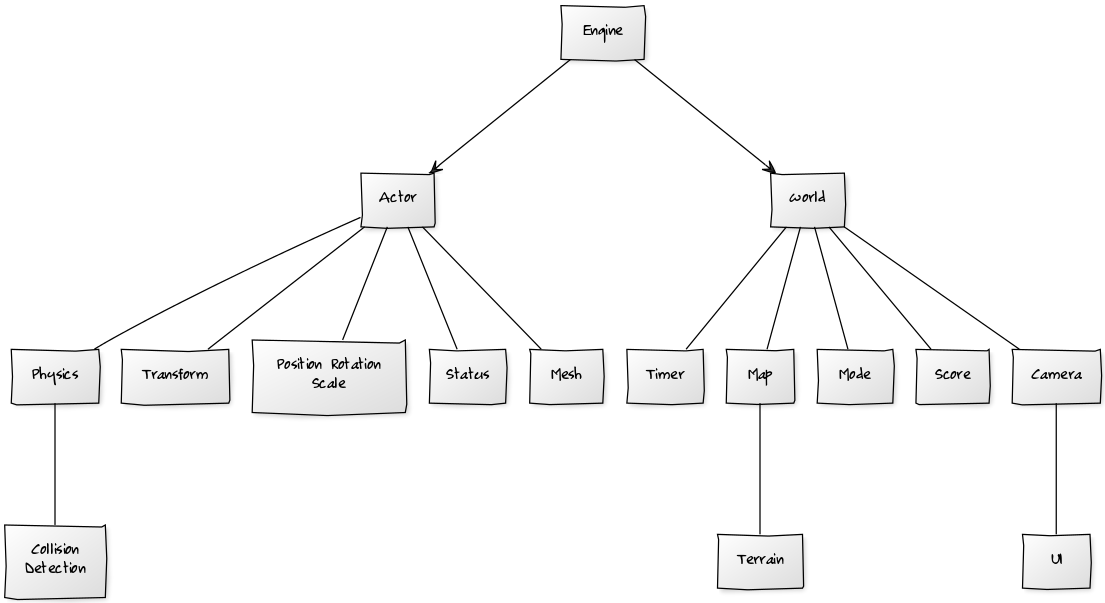 Engine
Actor
World
Physics
Transform
Position Rotation
Scale
Status
Mesh
Timer
Map
Mode
Score
Camera
Collision
Detection
Terrain
UI